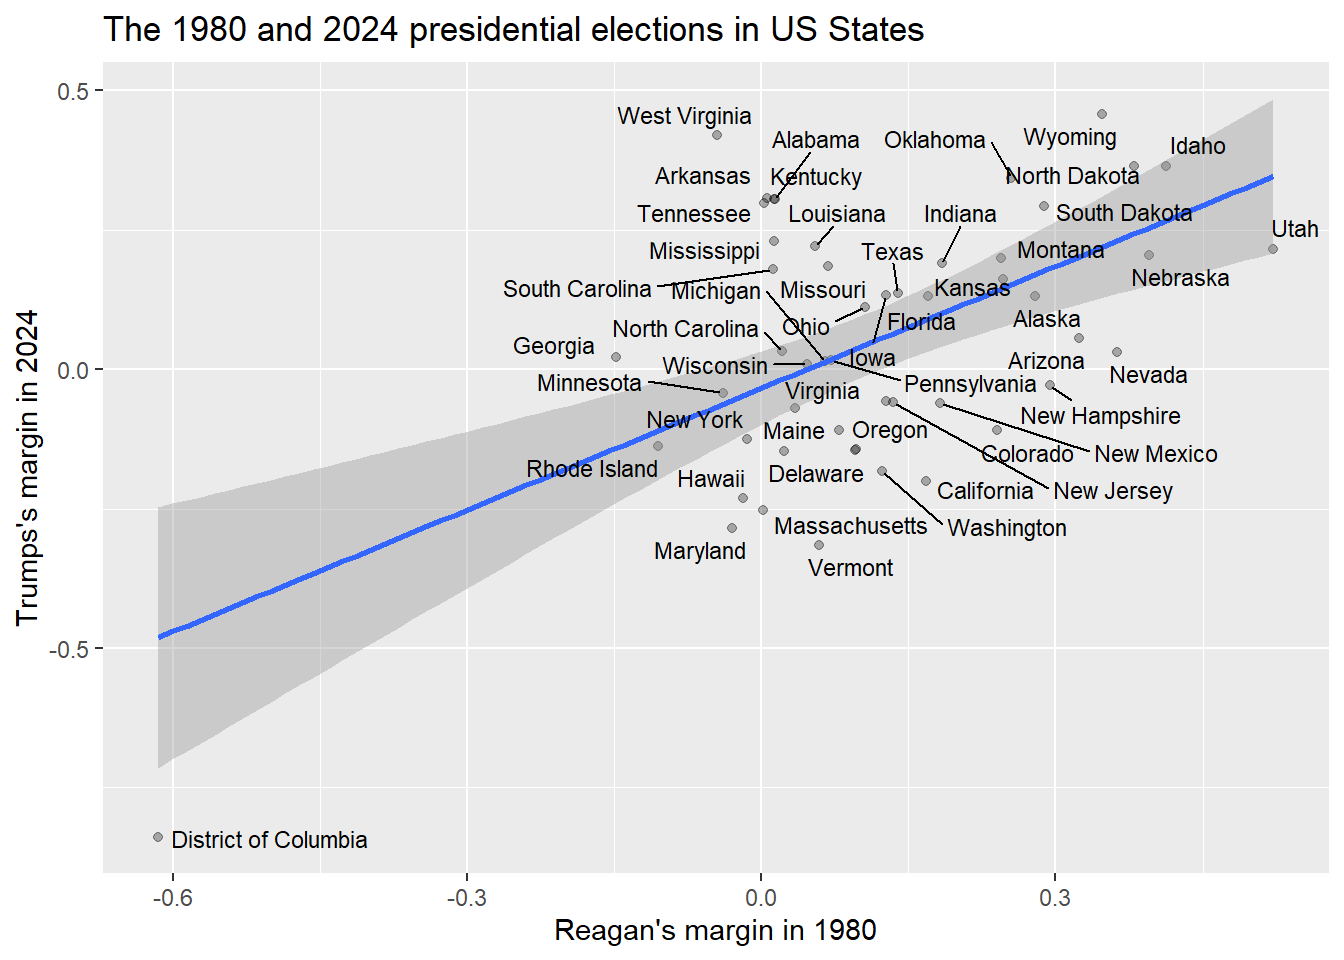 The 1980 and 2024 presidential elections in US States
Trumps's margin in 2024
0.5
0.0
-0.5
West Virginia
Alabama
Oklahoma
Wyoming
Idaho
Arkansas
Kentucky
North Dakota
Tennessee
Louisiana
Indiana
South Dakota
Utah
Mississippi
Texas
Montana
Nebraska
South Carolina
Michigan
Missouri
Kansas
North Carolina
Ohio
Florida
Alaska
Georgia
Wisconsin
Iowa
Arizona
Nevada
Minnesota
Virginia
Pennsylvania
New Hampshire
New York
Maine
Oregon
Colorado
New Mexico
Rhode Island
Hawaii
Delaware
California
New Jersey
Massachusetts
Washington
Maryland
Vermont
District of Columbia
-0.6
-0.3
0.0
0.3
Reagan's margin in 1980